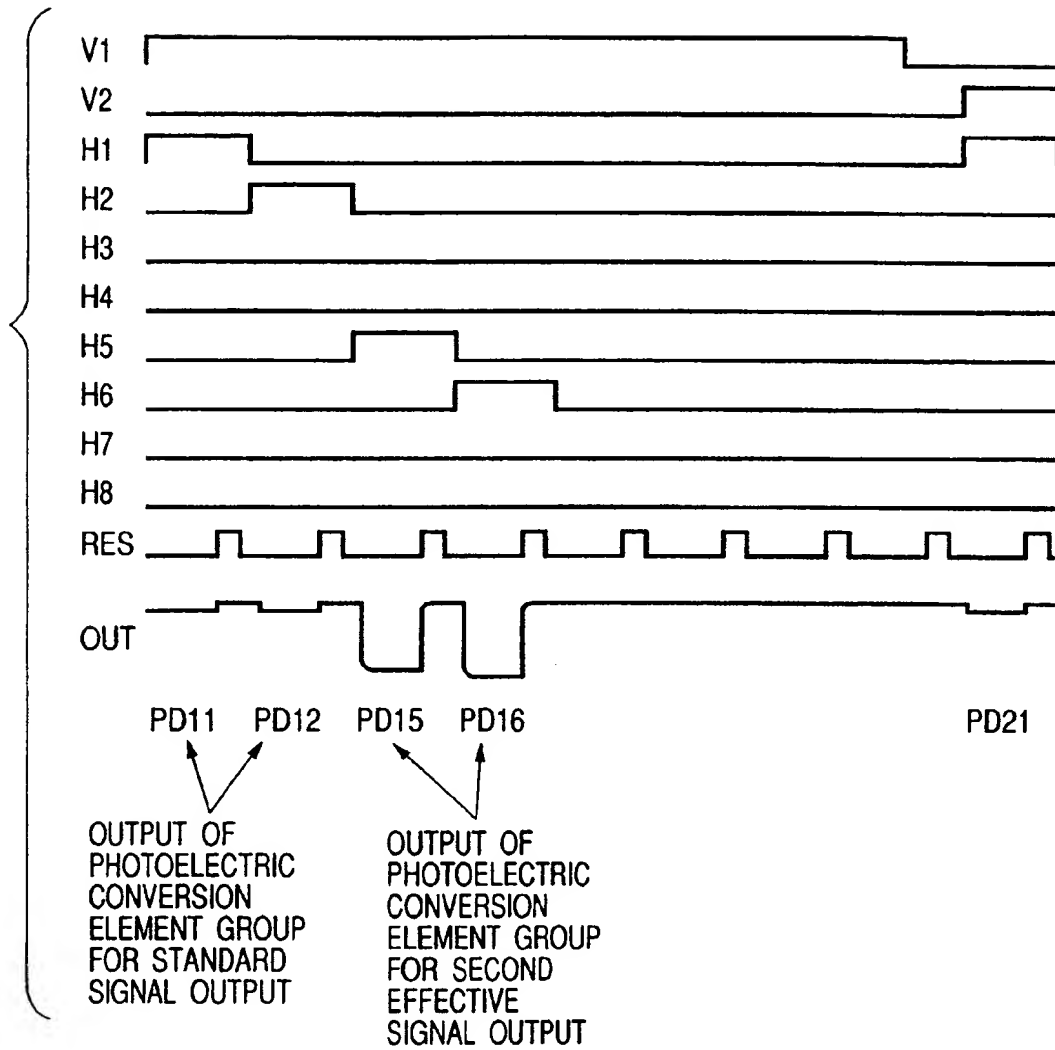 V1
V2
H1
H2
H3
H4
H5
H6
H7
H8
RES
OUT
PD11 PD12 PD15 PD16 PD21
OUTPUT OF
PHOTOELECTRIC
CONVERSION
ELEMENT GROUP
FOR STANDARD
SIGNAL OUTPUT
OUTPUT OF
PHOTOELECTRIC
CONVERSION
ELEMENT GROUP
FOR SECOND
EFFECTIVE
SIGNAL OUTPUT